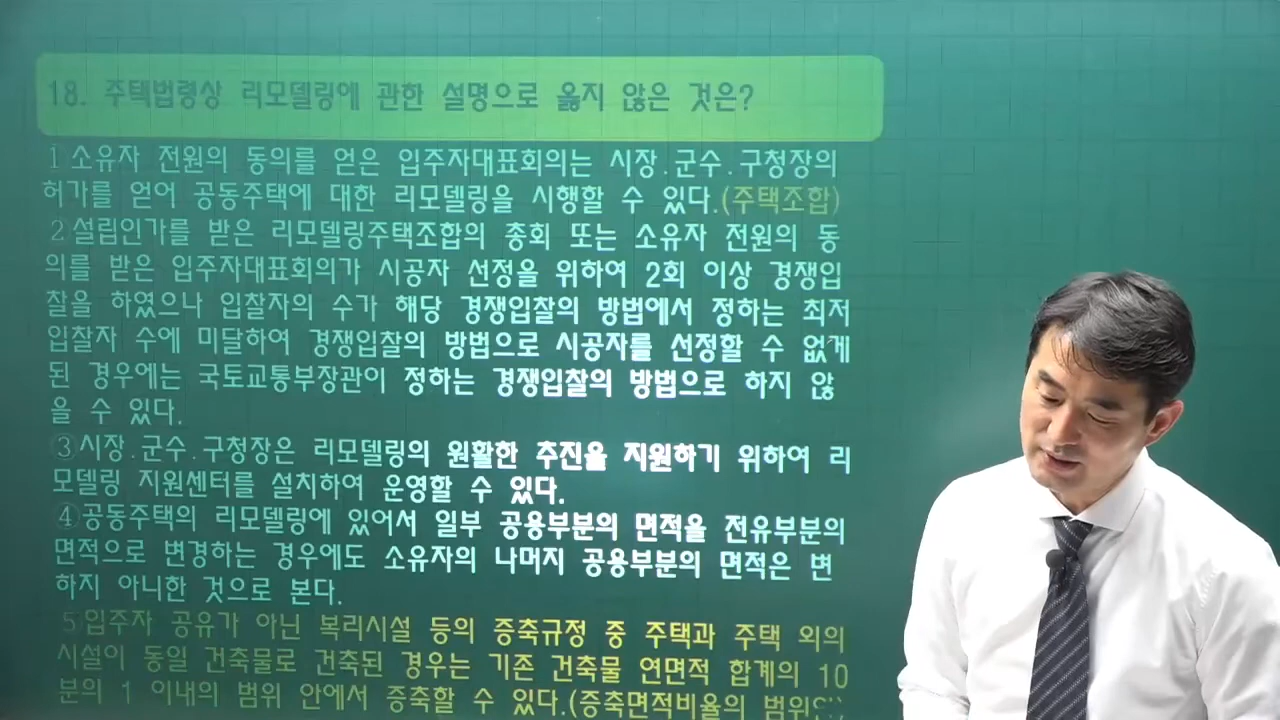 18. 주택법령상 리모델링에 관한 설명으로 옳지 않은 것은?
①소유자 전원의 동의를 얻은 입주자대표회의는 시장.군수.구청장의
허가를 얻어 공동주택에 대한 리모델링을 시행할 수 있다.(주택조합)
②설립인가를 받은 리모델링주택조합의 총회 또는 소유자 전원의 동
의를 받은 입주자대표회의가 시공자 선정을 위하여 2회 이상 경쟁입
찰을 하였으나 입찰자의 수가 해당 경쟁입찰의 방법에서 정하는 최저
입찰자 수에 미달하여 경쟁입찰의 방법으로 시공자를 선정할 수 없게
된 경우에는 국토교통부장관이 정하는 경쟁입찰의 방법으로 하지 않
을 수 있다.
③시장.군수.구청장은 리모델링의 원활한 추진을 지원하기 위하여 리
모델링 지원센터를 설치하여 운영할 수 있다.
④공동주택의 리모델링에 있어서 일부 공용부분의 면적을 전유부분의
면적으로 변경하는 경우에도 소유자의 나머지 공용부분의 면적은 변
하지 아니한 것으로 본다.
⑤입주자 공유가 아닌 복리시설 등의 증축규정 중 주택과 주택 외의
시설이 동일 건축물로 건축된 경우는 기존 건축물 연면적 합계의 10
분의 1 이내의 범위 안에서 증축할 수 있다.(증축면적비율의 범위